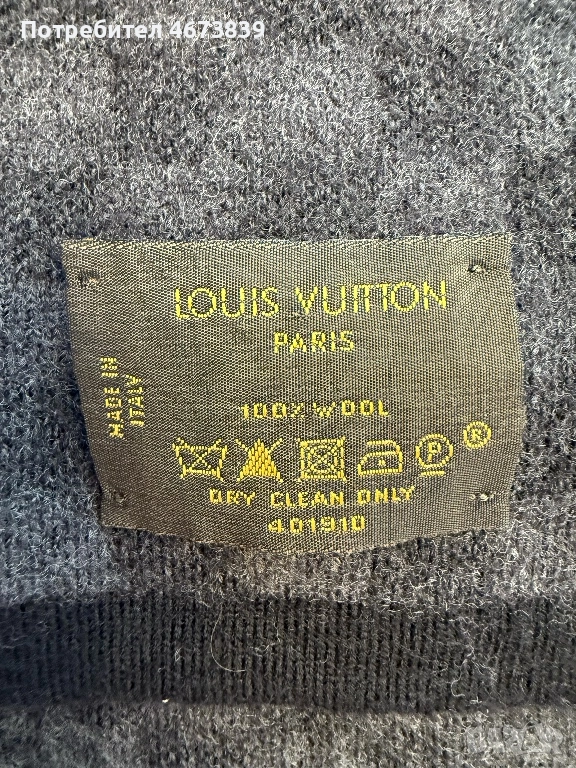 Потребител 4673839
LOUIS VUITTON
PARIS
MADE IN
ITALY
100% WOOL
P
®
DRY CLEAN ONLY
401910